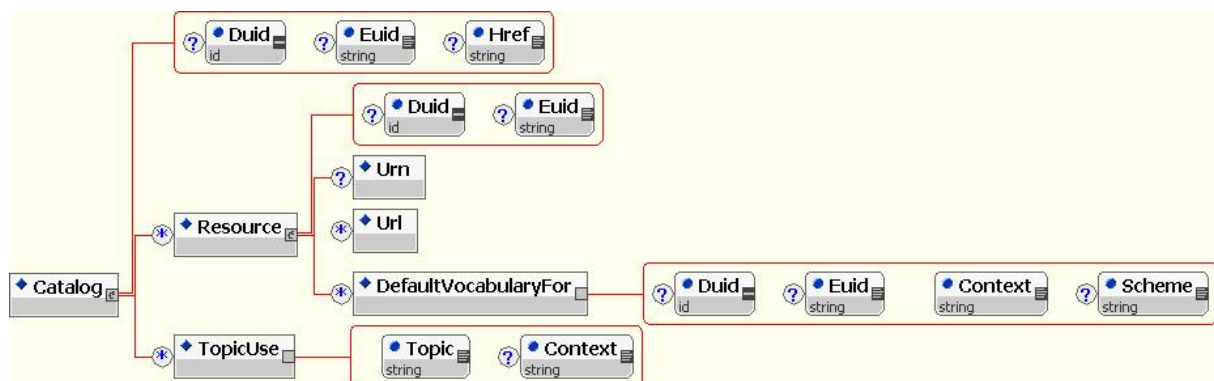 ? Duid ? Euid ? Href
id string string
? Duid ? Euid
id string
? Urn
* Resource
* Url
Catalog
* DefaultVocabularyFor ? Duid ? Euid Context ? Scheme
id string string string
* TopicUse Topic ? Context
string string